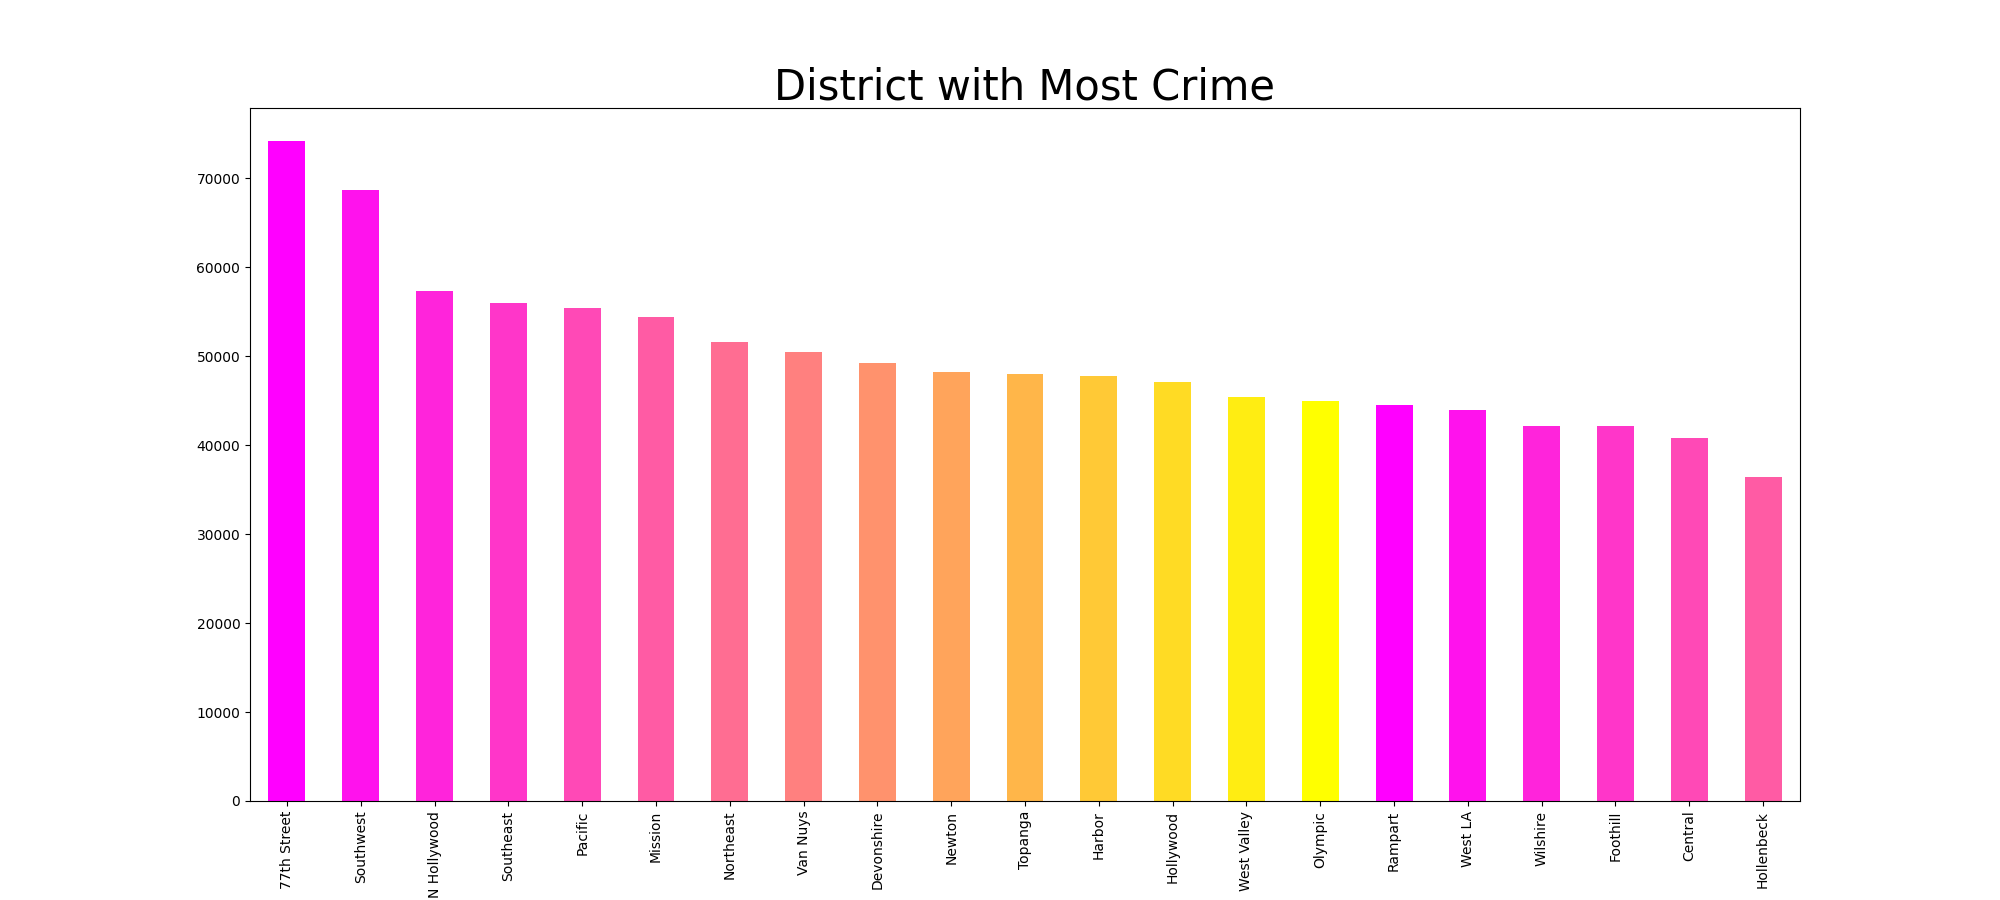 District with Most Crime
70000
60000
50000
40000
30000
20000
10000
0
77th Street
Southwest
N Hollywood
Southeast
Pacific
Mission
Northeast
Van Nuys
Devonshire
Newton
Topanga
Harbor
Hollywood
West Valley
Olympic
Rampart
West LA
Wilshire
Foothill
Central
Hollenbeck